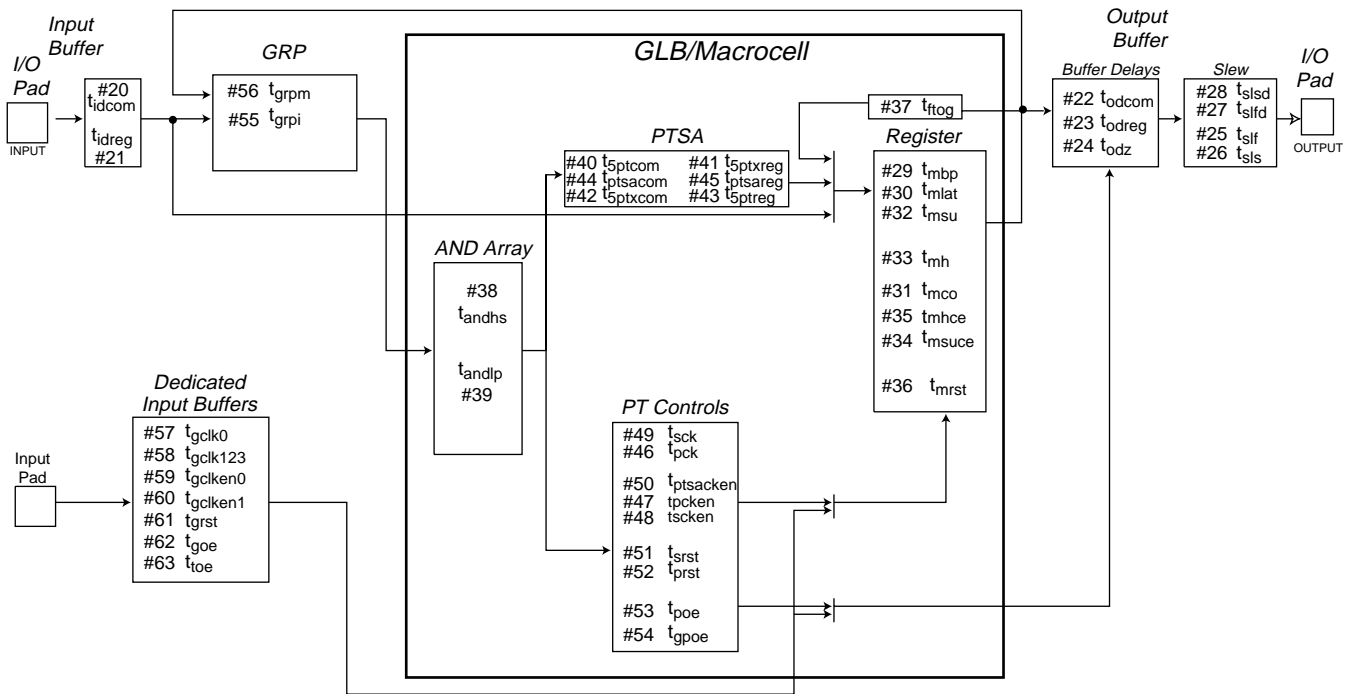 Input
Buffer
I/O
Pad
INPUT
#20
tidcom
tidreg
#21
GRP
#56 tgrpm
#55 tgrpi
GLB/Macrocell
#37 tftog
PTSA
#40 t5ptcom #41 t5ptxreg
#44 tptsacom #45 tptsareg
#42 t5ptxcom #43 t5ptreg
Register
#29 tmbp
#30 tmlat
#32 tmsu
#33 tmh
#31 tmco
#35 tmhce
#34 tmsuce
#36 tmrst
Output
Buffer
Buffer Delays
#22 todcom
#23 todreg
#24 todz
Slew
#28 tslsd
#27 tslfd
#25 tslf
#26 tsls
I/O
Pad
OUTPUT
AND Array
#38
tandhs
tandlp
#39
PT Controls
#49 tsck
#46 tpck
#50 tptsacken
#47 tpcken
#48 tscken
#51 tsrst
#52 tprst
#53 tpoe
#54 tgpoe
Dedicated
Input Buffers
#57 tgclk0
#58 tgclk123
#59 tgclken0
#60 tgclken1
#61 tgrst
#62 tgoe
#63 ttoe
Input
Pad